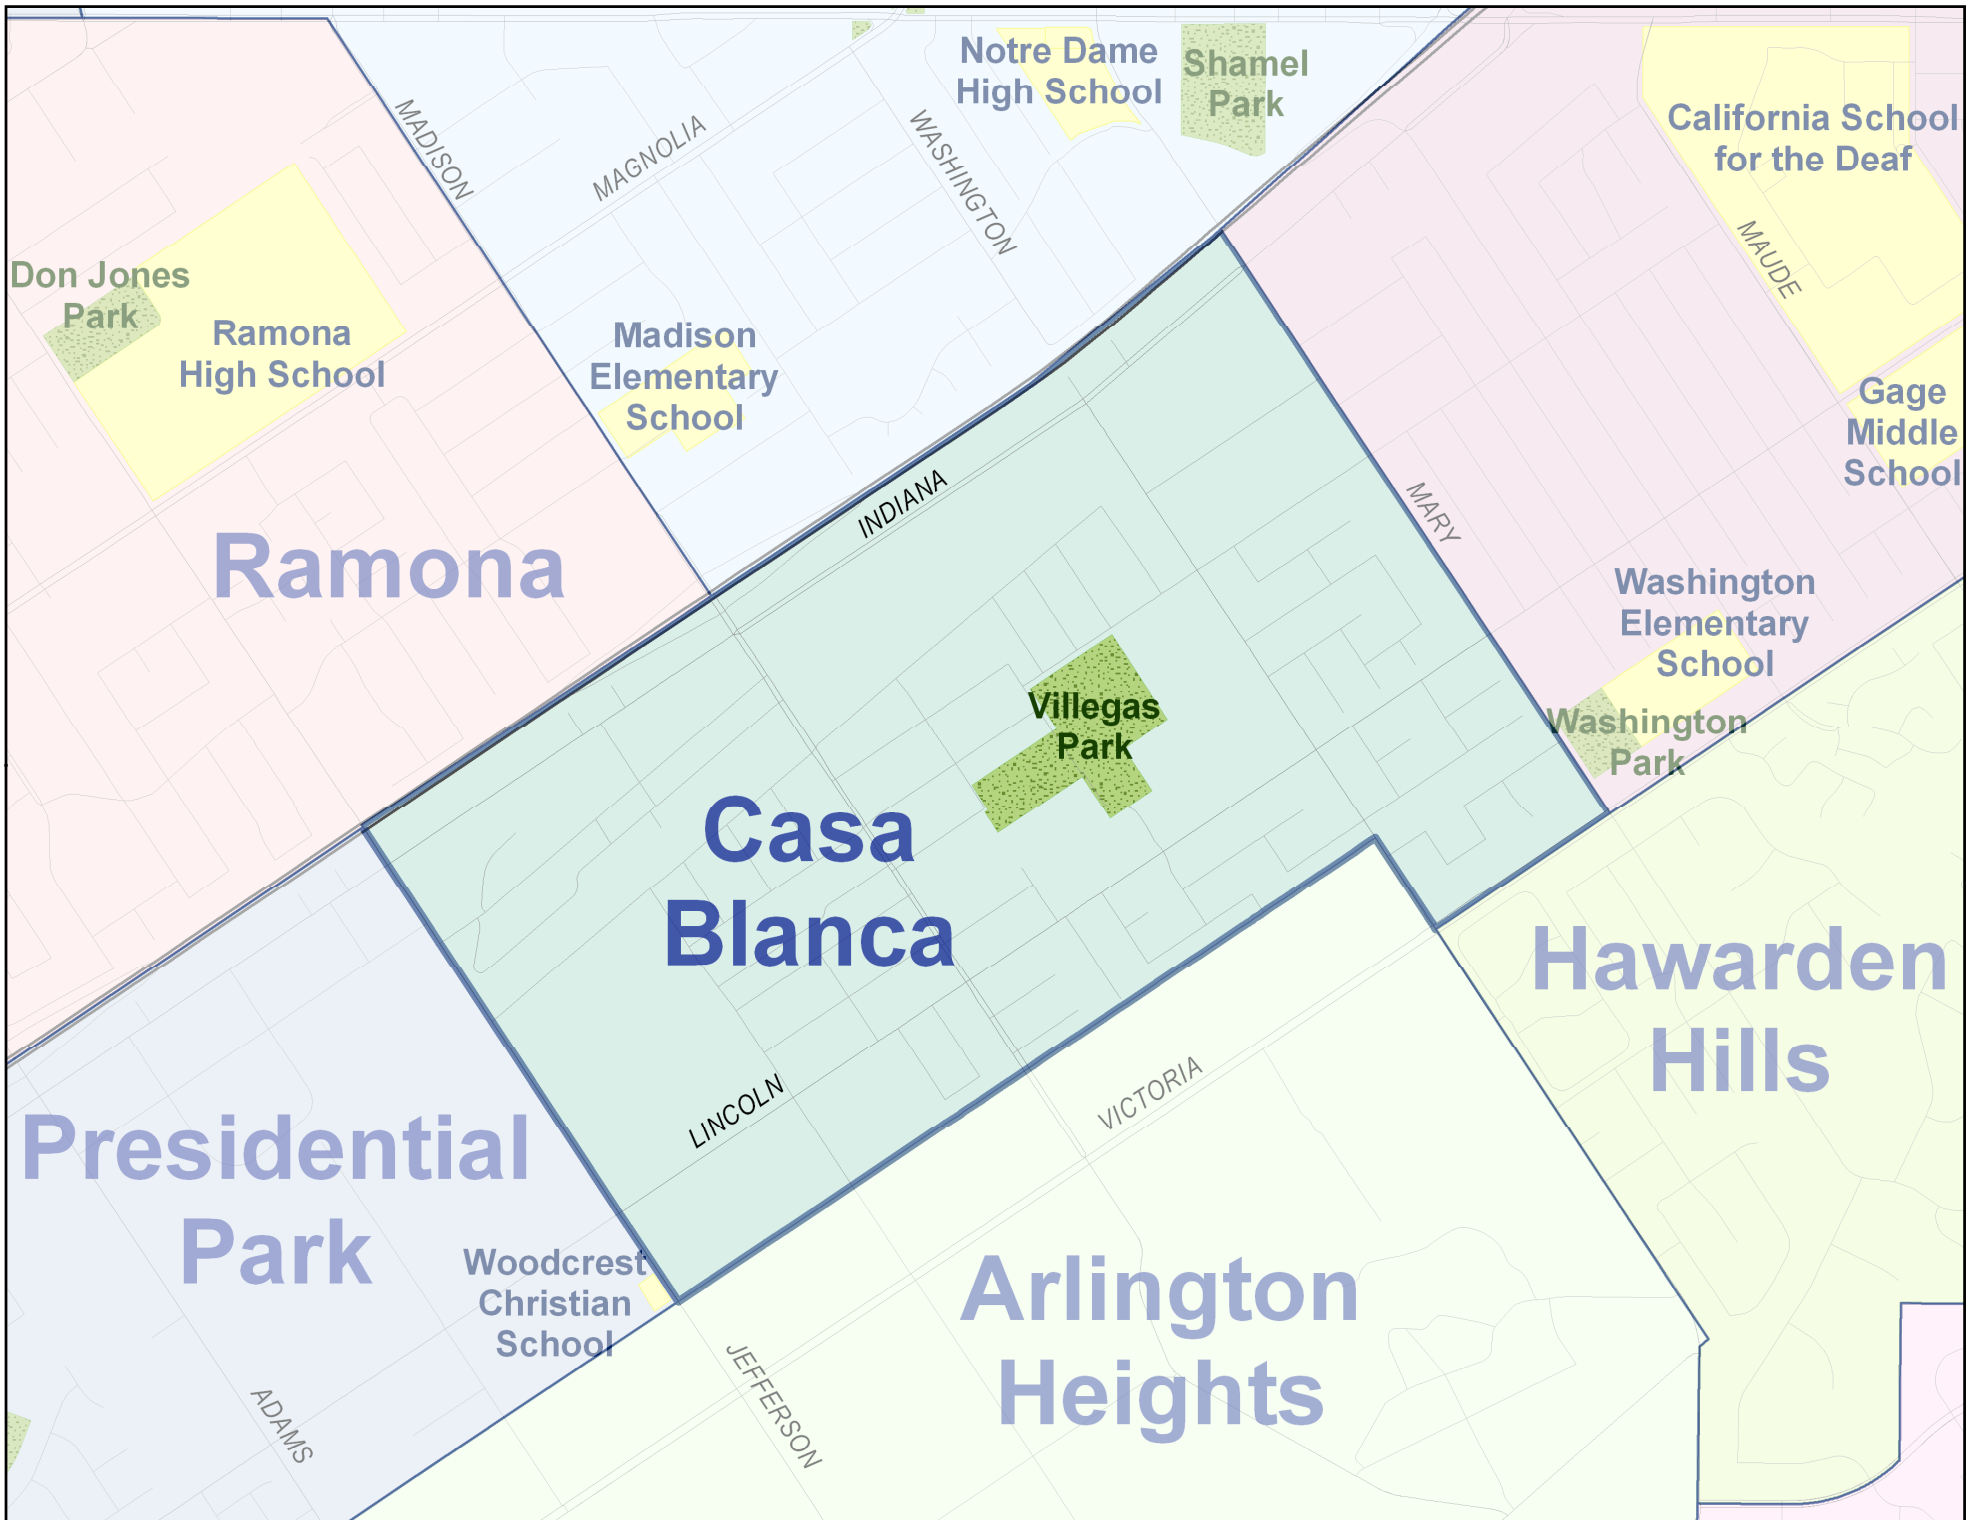 Notre Dame
High School
Shamel
Park
California School
for the Deaf
MADISON
MAGNOLIA
WASHINGTON
MAUDE
Don Jones
Park
Ramona
High School
Madison
Elementary
School
Gage
Middle
School
INDIANA
MARY
Ramona
Washington
Elementary
School
Washington
Park
Villegas
Park
Casa
Blanca
Hawarden
Hills
LINCOLN
VICTORIA
Presidential
Park
Woodcrest
Christian
School
Arlington
Heights
JEFFERSON
ADAMS